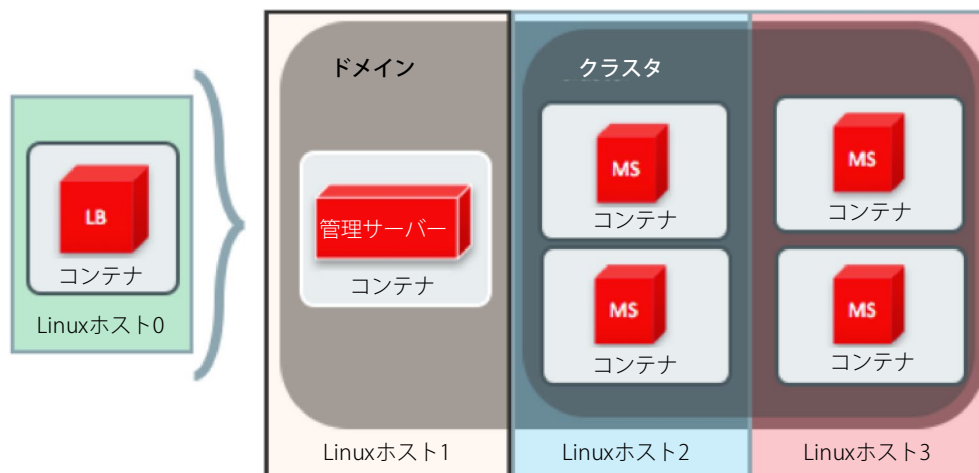 LB
コンテナ
Linuxホスト0
ドメイン
管理サーバー
コンテナ
Linuxホスト1
クラスタ
MS
コンテナ
MS
コンテナ
Linuxホスト2
MS
コンテナ
MS
コンテナ
Linuxホスト3